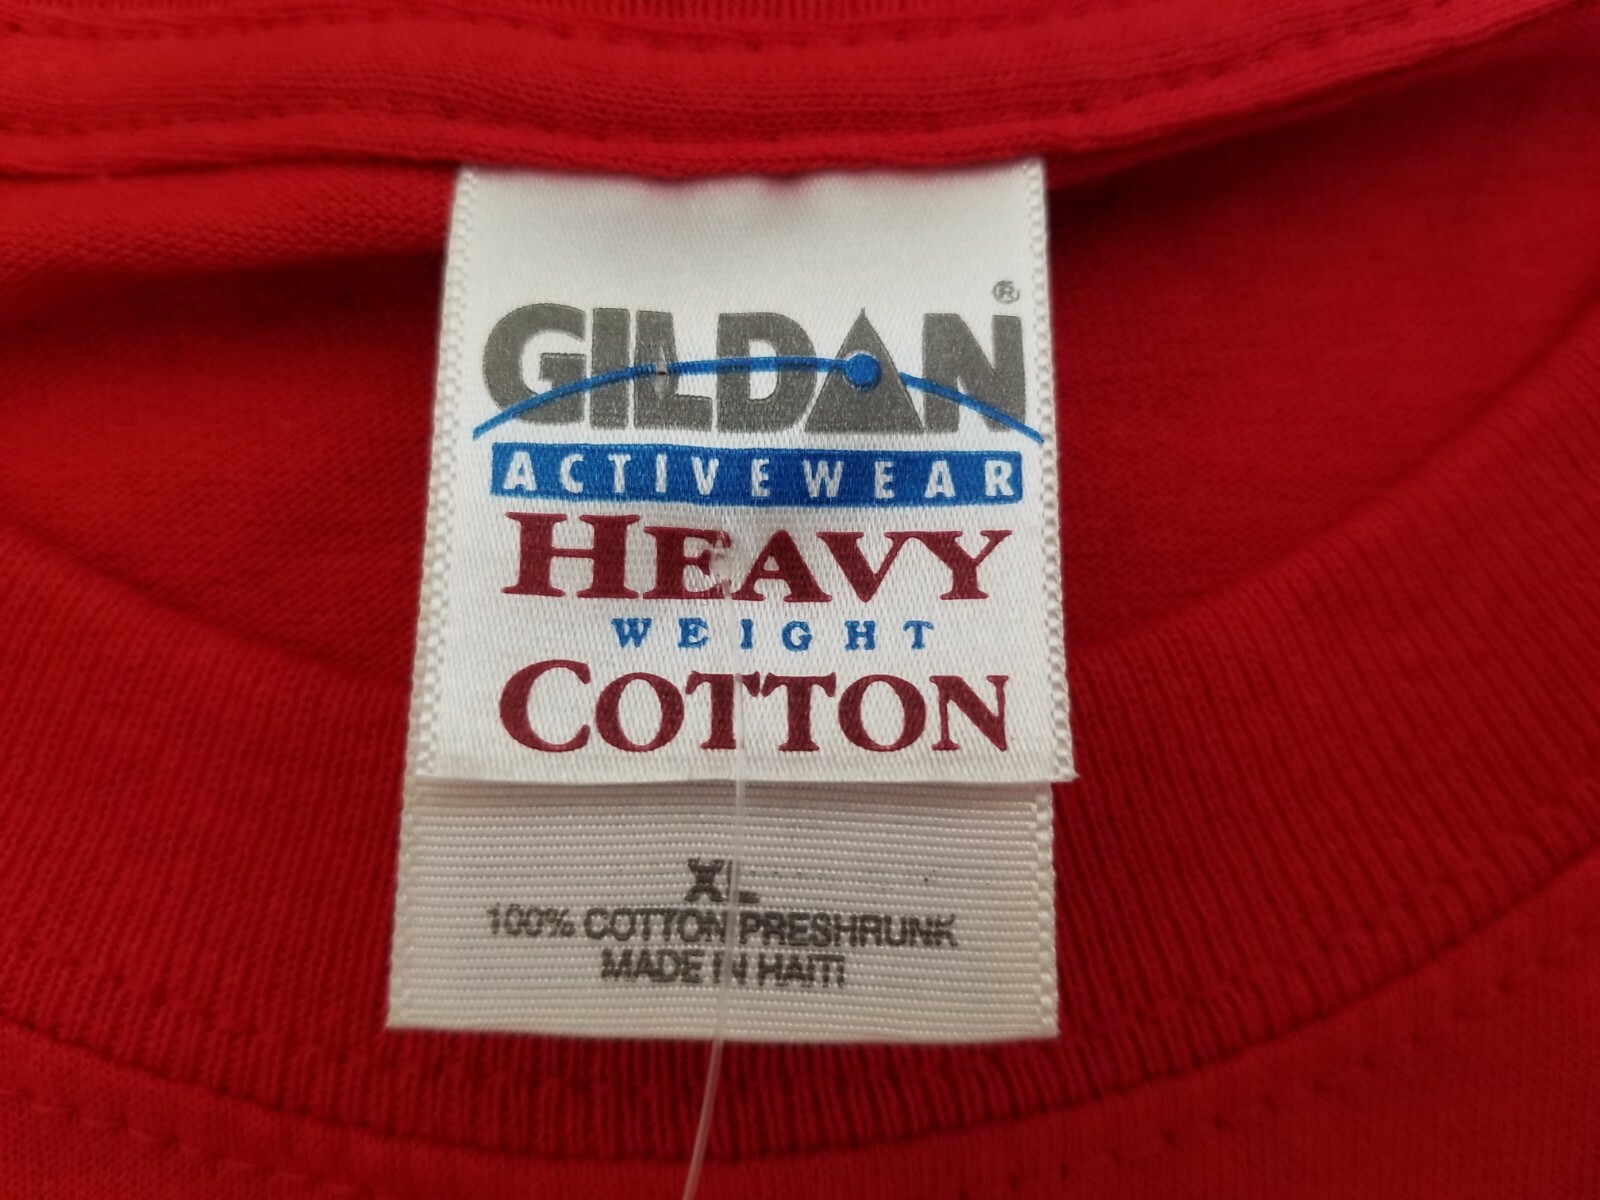 GILDAN®
ACTIVEWEAR
HEAVY
WEIGHT
COTTON
XL
100% COTTON PRESHRUNK
MADE IN HAITI